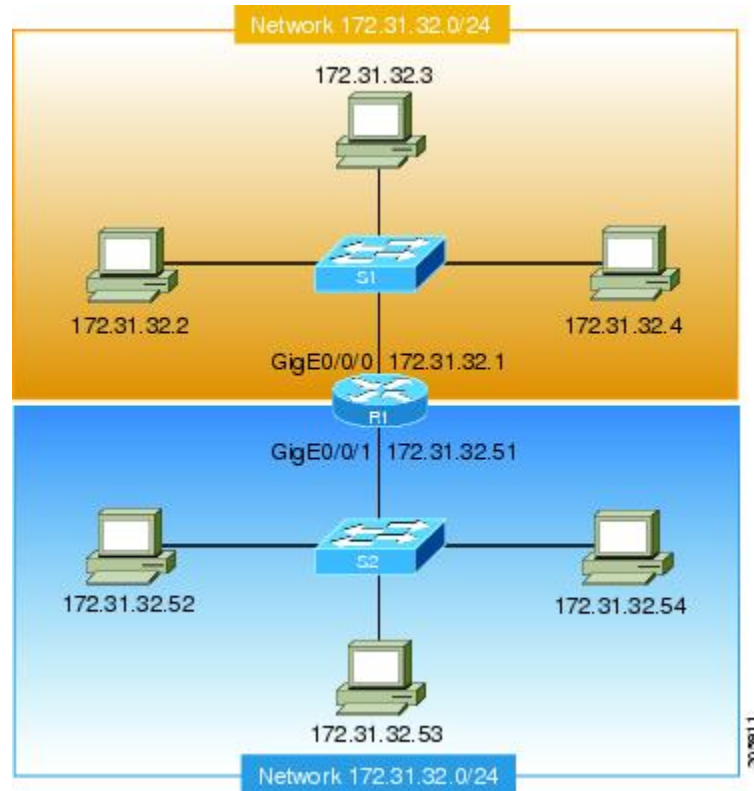 Network 172.31.32.0/24
172.31.32.3
S1
172.31.32.2
172.31.32.4
GigE0/0/0 172.31.32.1
R1
GigE0/0/1 172.31.32.51
S2
172.31.32.52
172.31.32.54
172.31.32.53
Network 172.31.32.0/24